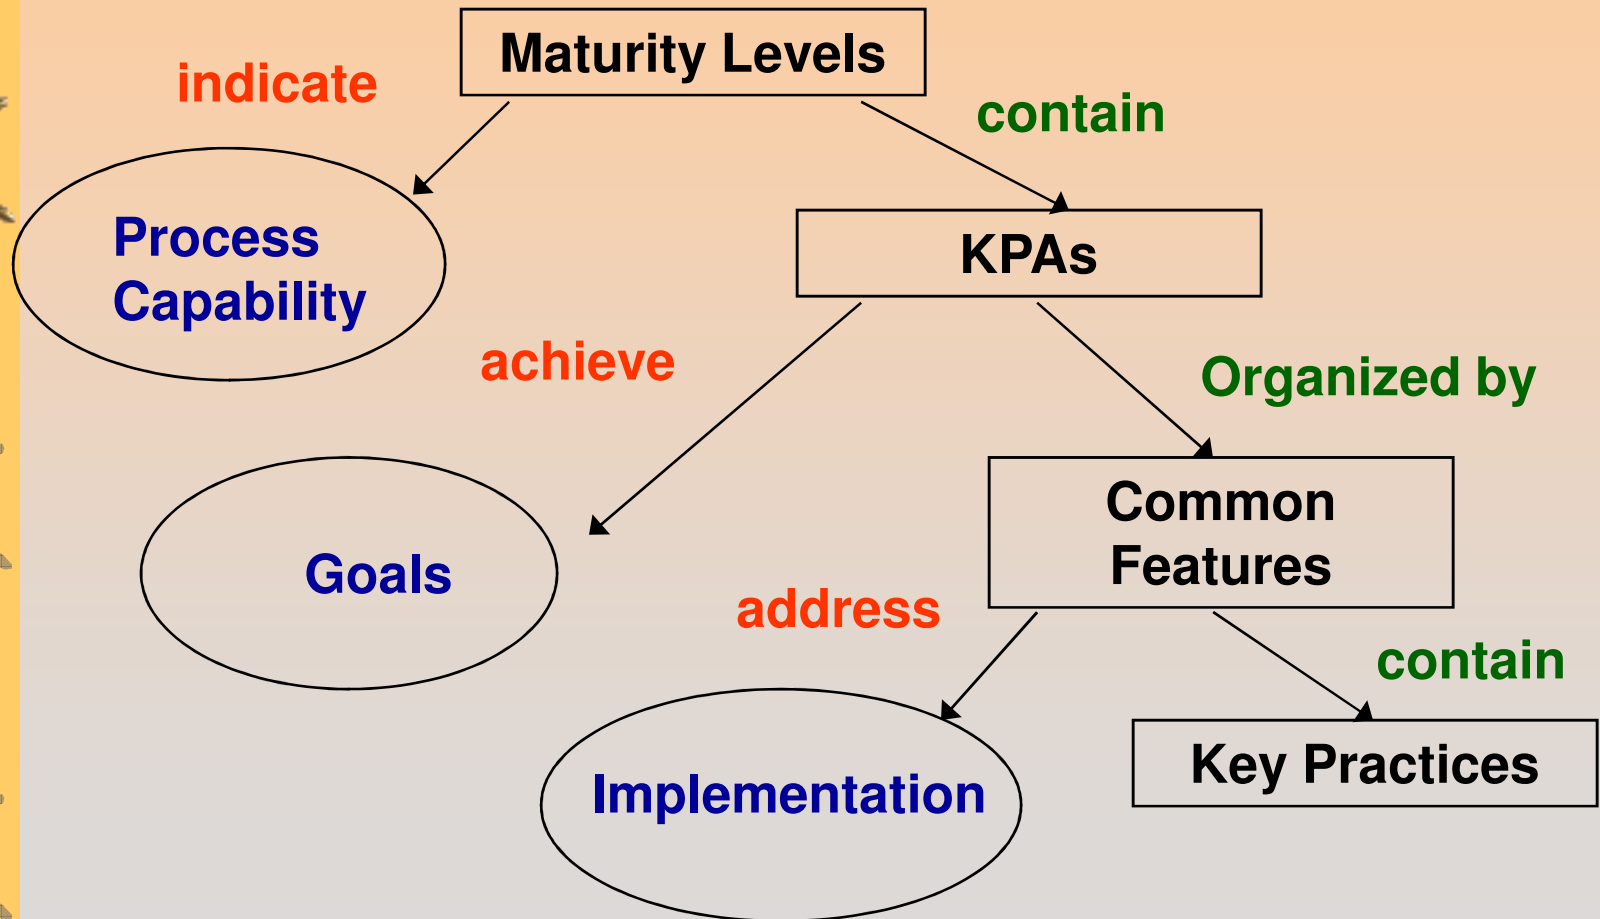 Maturity Levels
indicate
contain
Process
Capability
KPAs
achieve
Organized by
Common
Features
Goals
address
contain
Key Practices
Implementation